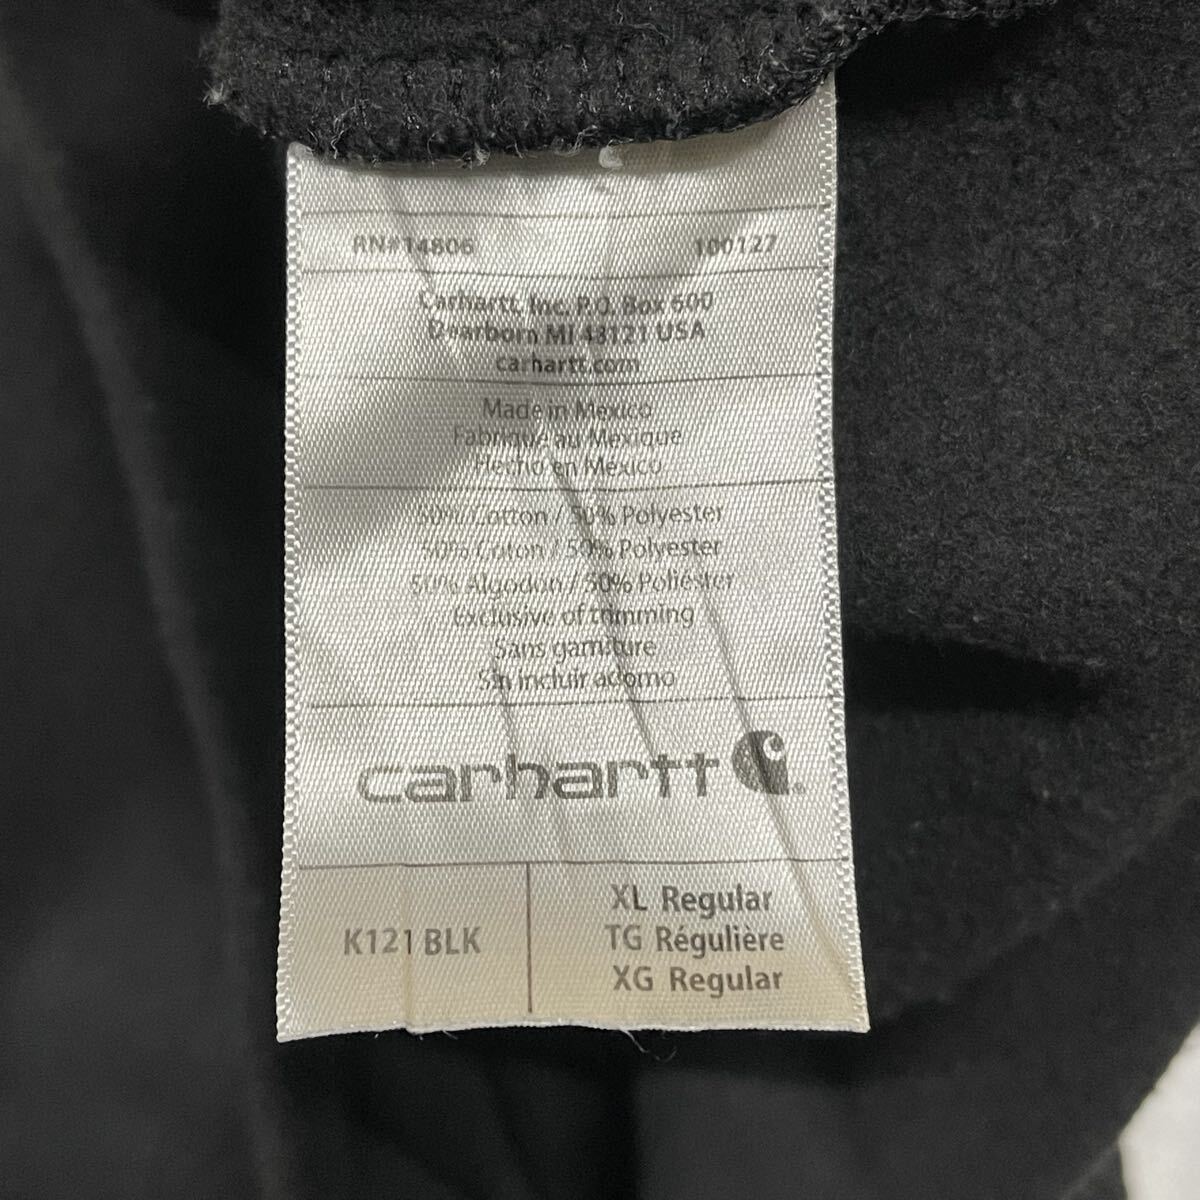 RN#14806 100127
Carhartt, Inc. P.O. Box 600
Dearborn MI 48121 USA
carhartt.com
Made in Mexico
Fabriqué au Mexique
Hecho en México
50% Cotton / 50% Polyester
50% Coton / 50% Polyester
50% Algodon / 50% Poliéster
Exclusive of trimming
Sans garniture
Sin incluir adorno
carhartt
K121 BLK
XL Regular
TG Régulière
XG Regular